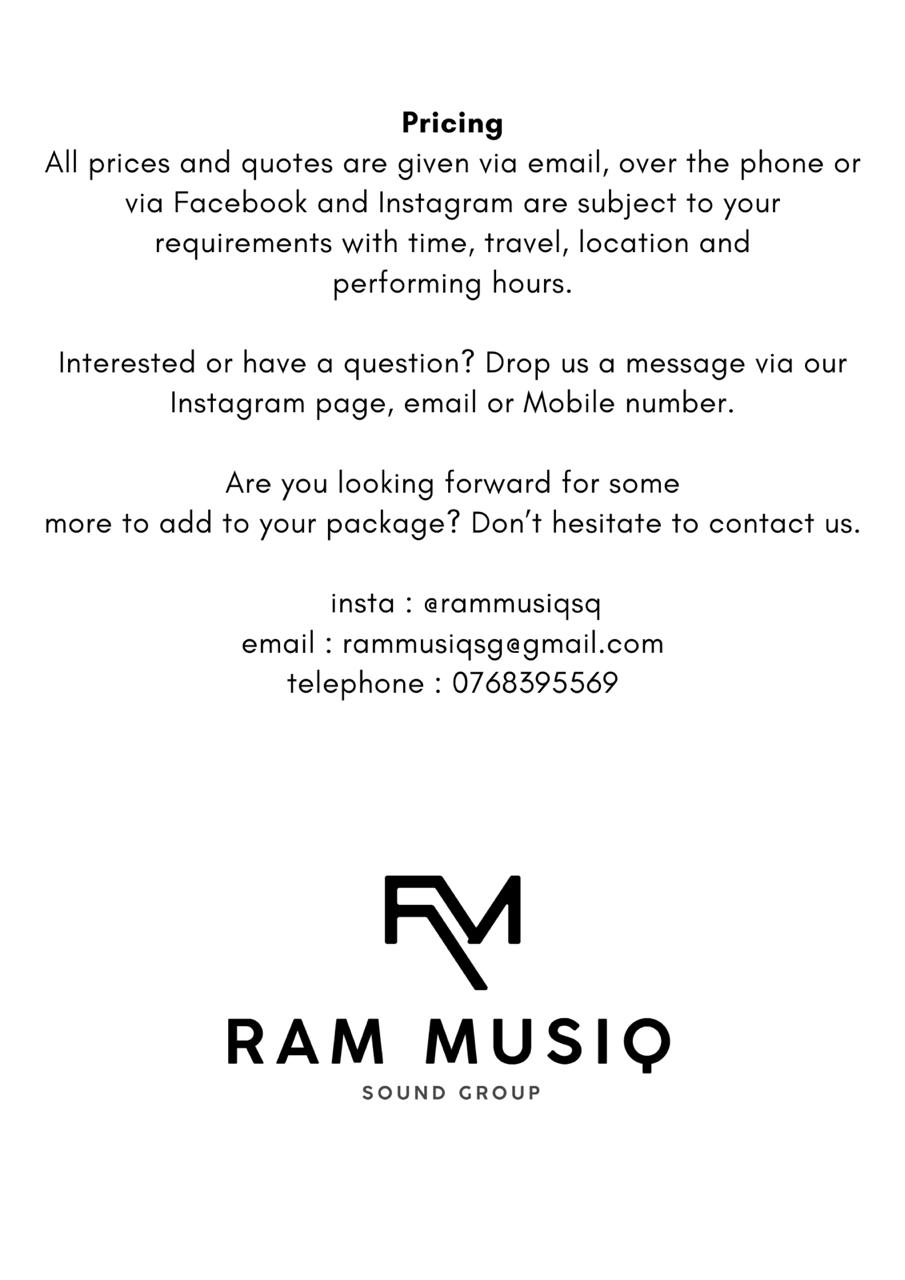 Pricing
All prices and quotes are given via email, over the phone or
via Facebook and Instagram are subject to your
requirements with time, travel, location and
performing hours.
Interested or have a question? Drop us a message via our
Instagram page, email or Mobile number.
Are you looking forward for some
more to add to your package? Don't hesitate to contact us.
insta : @rammusiqsq
email : rammusiqsg@gmail.com
telephone : 0768395569
RM
RAM MUSIQ
SOUND GROUP